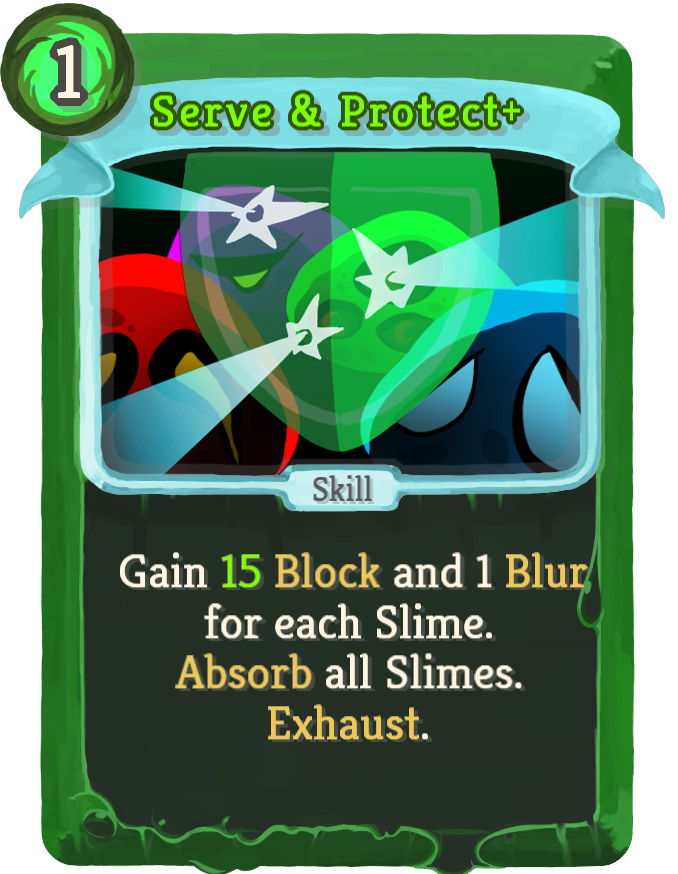 1
Serve & Protect+
Skill
Gain 15 Block and 1 Blur
for each Slime.
Absorb all Slimes.
Exhaust.